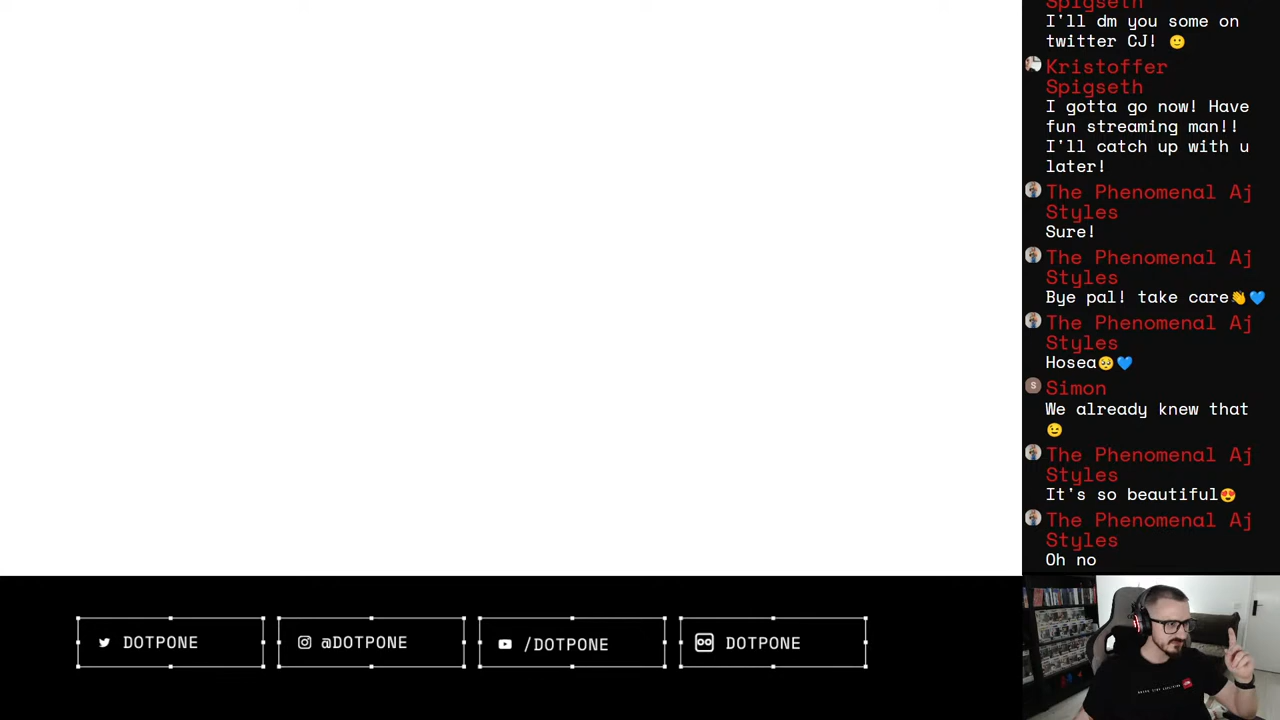 Spigseth
I'll dm you some on
twitter CJ! 🙂
Kristoffer
Spigseth
I gotta go now! Have
fun streaming man!!
I'll catch up with u
later!
The Phenomenal Aj
Styles
Sure!
The Phenomenal Aj
Styles
Bye pal! take care👋💙
The Phenomenal Aj
Styles
Hosea🥺💙
S Simon
We already knew that
😉
The Phenomenal Aj
Styles
It's so beautiful😍
The Phenomenal Aj
Styles
Oh no
DOTPONE
@DOTPONE
/DOTPONE
DOTPONE